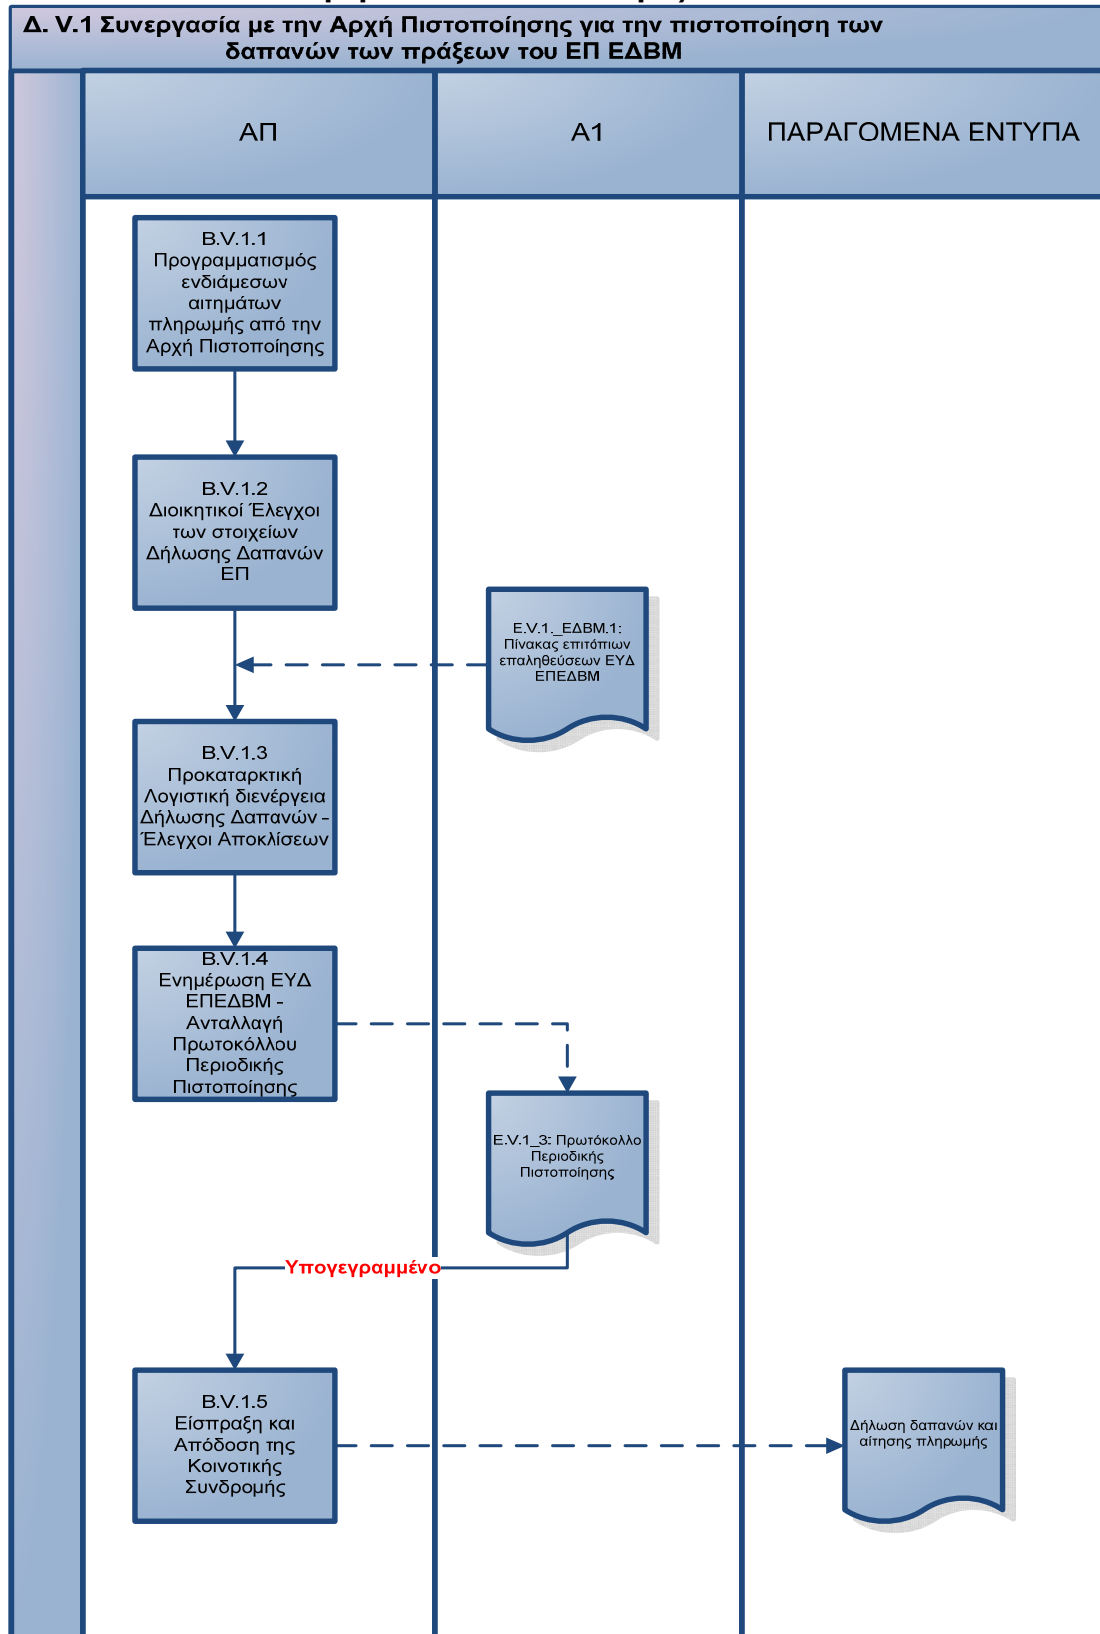 Δ. V.1 Συνεργασία με την Αρχή Πιστοποίησης για την πιστοποίηση των
δαπανών των πράξεων του ΕΠ ΕΔΒΜ
ΑΠ
Α1
ΠΑΡΑΓΟΜΕΝΑ ΕΝΤΥΠΑ
Β.V.1.1
Προγραμματισμός
ενδιάμεσων
αιτημάτων
πληρωμής από την
Αρχή Πιστοποίησης
Β.V.1.2
Διοικητικοί Έλεγχοι
των στοιχείων
Δήλωσης Δαπανών
ΕΠ
Ε.V.1._ΕΔΒΜ.1:
Πίνακας επιτόπιων
επαληθεύσεων ΕΥΔ
ΕΠΕΔΒΜ
Β.V.1.3
Προκαταρκτική
Λογιστική διενέργεια
Δήλωσης Δαπανών -
Έλεγχοι Αποκλίσεων
Β.V.1.4
Ενημέρωση ΕΥΔ
ΕΠΕΔΒΜ -
Ανταλλαγή
Πρωτοκόλλου
Περιοδικής
Πιστοποίησης
Ε.V.1_3: Πρωτόκολλο
Περιοδικής
Πιστοποίησης
Υπογεγραμμένο
Β.V.1.5
Είσπραξη και
Απόδοση της
Κοινοτικής
Συνδρομής
Δήλωση δαπανών και
αίτησης πληρωμής